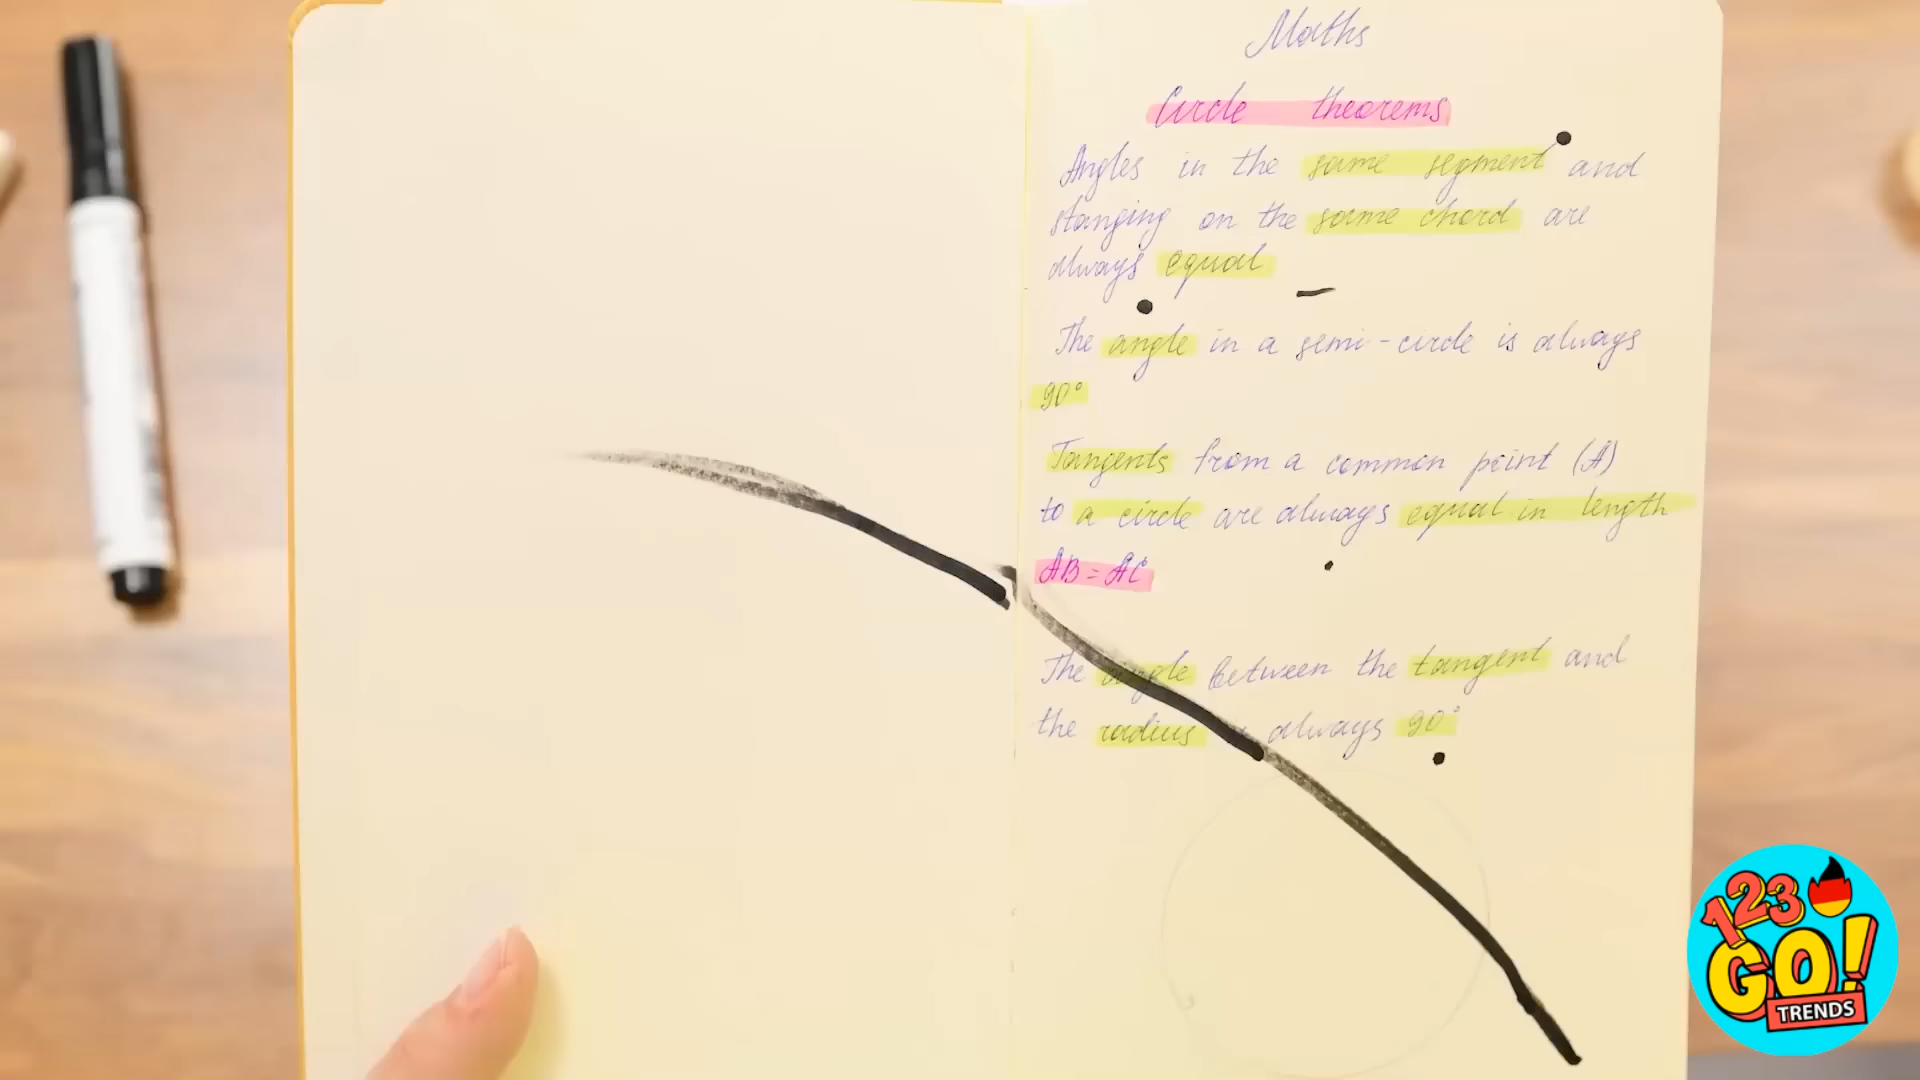 Maths
Circle theorems
Angles in the same segment and
stanging on the same chord are
always equal
The angle in a semi-circle is always
90°
Tangents from a common point (A)
to a circle are always equal in length
AB = AC
The angle between the tangent and
the radius always 90°
123
GO!
TRENDS